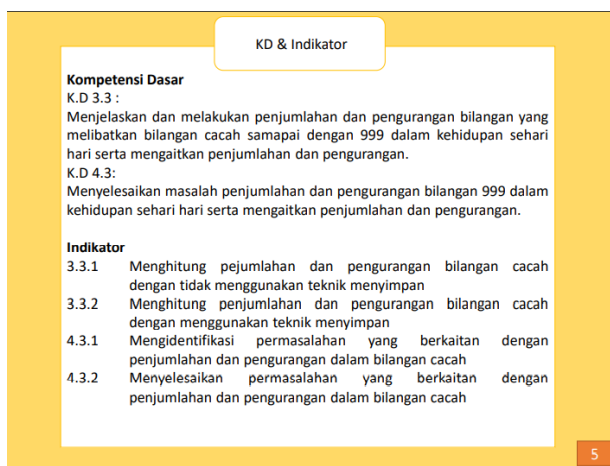 KD & Indikator
Kompetensi Dasar
K.D 3.3 :
Menjelaskan dan melakukan penjumlahan dan pengurangan bilangan yang
melibatkan bilangan cacah samapai dengan 999 dalam kehidupan sehari
hari serta mengaitkan penjumlahan dan pengurangan.
K.D 4.3:
Menyelesaikan masalah penjumlahan dan pengurangan bilangan 999 dalam
kehidupan sehari hari serta mengaitkan penjumlahan dan pengurangan.
Indikator
3.3.1 Menghitung pejumlahan dan pengurangan bilangan cacah
dengan tidak menggunakan teknik menyimpan
3.3.2 Menghitung penjumlahan dan pengurangan bilangan cacah
dengan menggunakan teknik menyimpan
4.3.1 Mengidentifikasi permasalahan yang berkaitan dengan
penjumlahan dan pengurangan dalam bilangan cacah
4.3.2 Menyelesaikan permasalahan yang berkaitan dengan
penjumlahan dan pengurangan dalam bilangan cacah
5